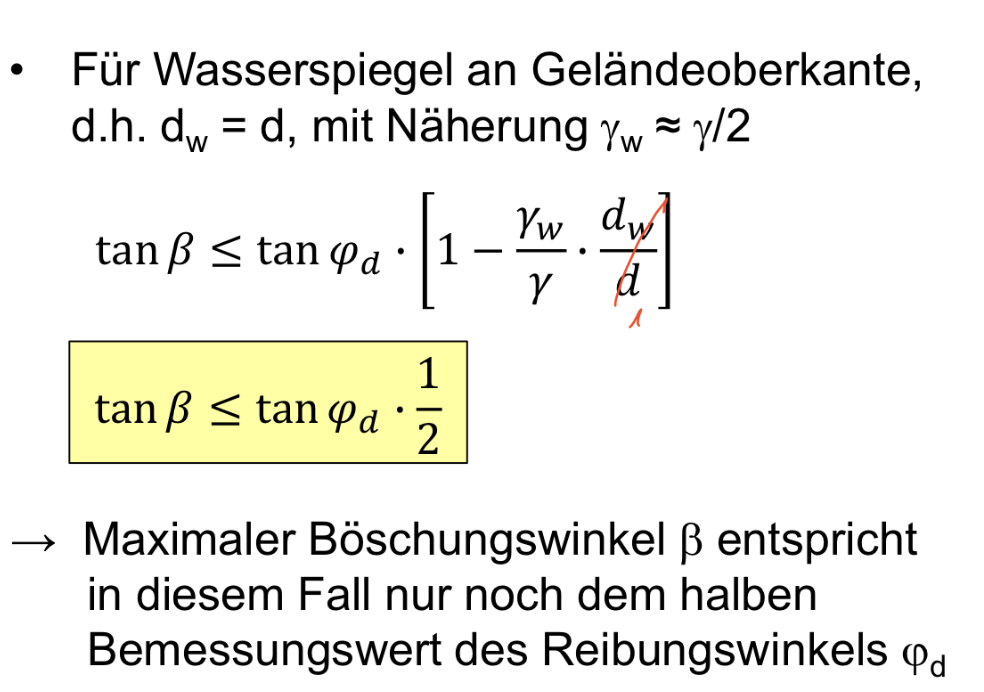 • Für Wasserspiegel an Geländeoberkante,
d.h. d_w = d, mit Näherung γ_w ≈ γ/2
tan β ≤ tan φ_d · [1 − γ_w/γ · d_w/d]
1
tan β ≤ tan φ_d · 1/2
→ Maximaler Böschungswinkel β entspricht
in diesem Fall nur noch dem halben
Bemessungswert des Reibungswinkels φ_d